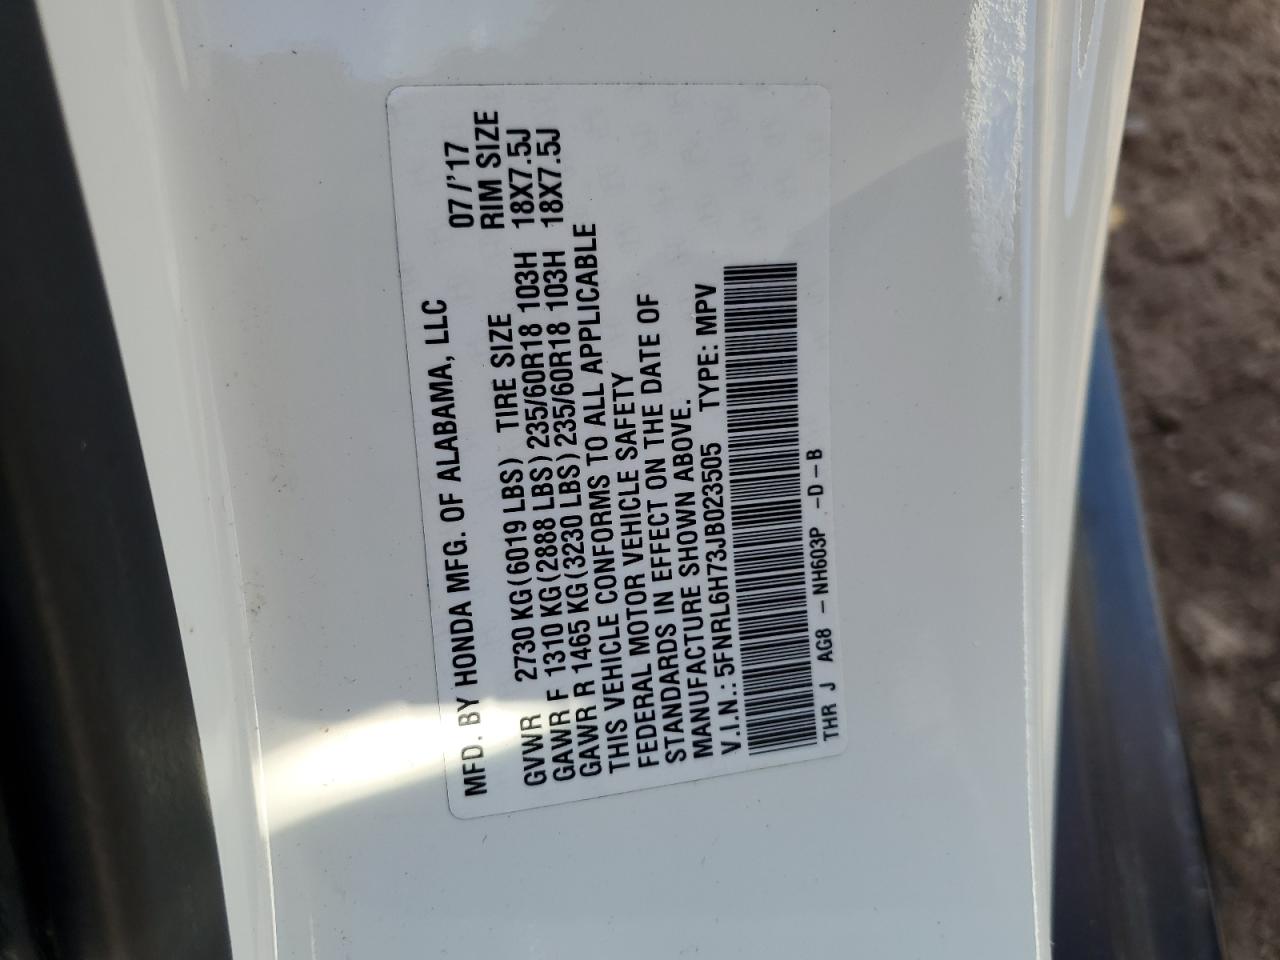 MFD. BY HONDA MFG. OF ALABAMA, LLC 07/'17
GVWR 2730 KG(6019 LBS) TIRE SIZE RIM SIZE
GAWR F 1310 KG(2888 LBS) 235/60R18 103H 18X7.5J
GAWR R 1465 KG(3230 LBS) 235/60R18 103H 18X7.5J
THIS VEHICLE CONFORMS TO ALL APPLICABLE
FEDERAL MOTOR VEHICLE SAFETY
STANDARDS IN EFFECT ON THE DATE OF
MANUFACTURE SHOWN ABOVE.
V.I.N.: 5FNRL6H73JB023505 TYPE: MPV
THR J AG8 - NH603P -D-B